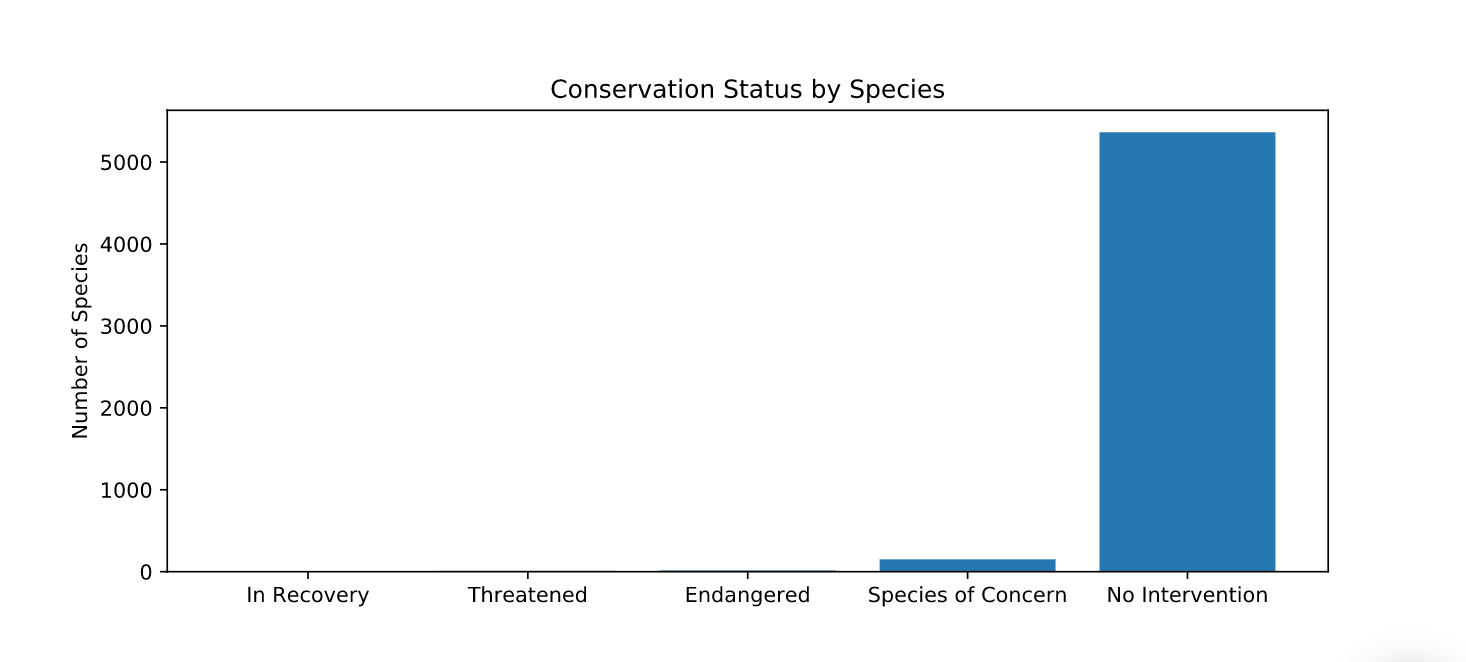 Conservation Status by Species
Number of Species
5000
4000
3000
2000
1000
0
In Recovery
Threatened
Endangered
Species of Concern
No Intervention